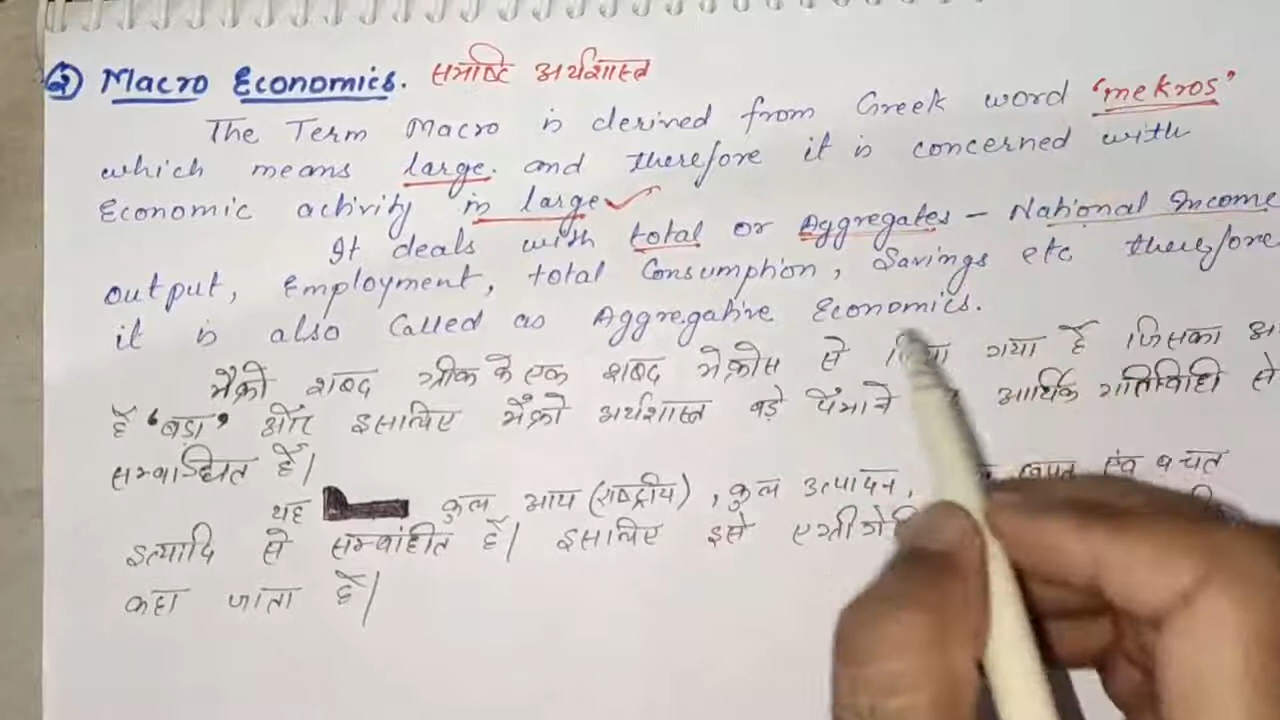 ② Macro Economics. समष्टि अर्थशास्त्र
The Term Macro is derived from Greek word 'mekros'
which means large. and therefore it is concerned with
Economic activity in large
It deals with total or Aggregates - National Income
output, Employment, total Consumption, Savings etc therefore
it is also Called as Aggregative Economics.
मैक्रो शब्द ग्रीक के एक शब्द मेक्रोस से गया है जिसका
है 'बड़ा' और इसलिए मैक्रो अर्थशास्त्र बड़े पैमाने आर्थिक गतिविधी से
सम्बन्धित है।
यह कुल आय (राष्ट्रीय), कुल उत्पादन, एंव बचत
इत्यादि से सम्बांधीत है। इसलिए इसे
कहा जाता है।